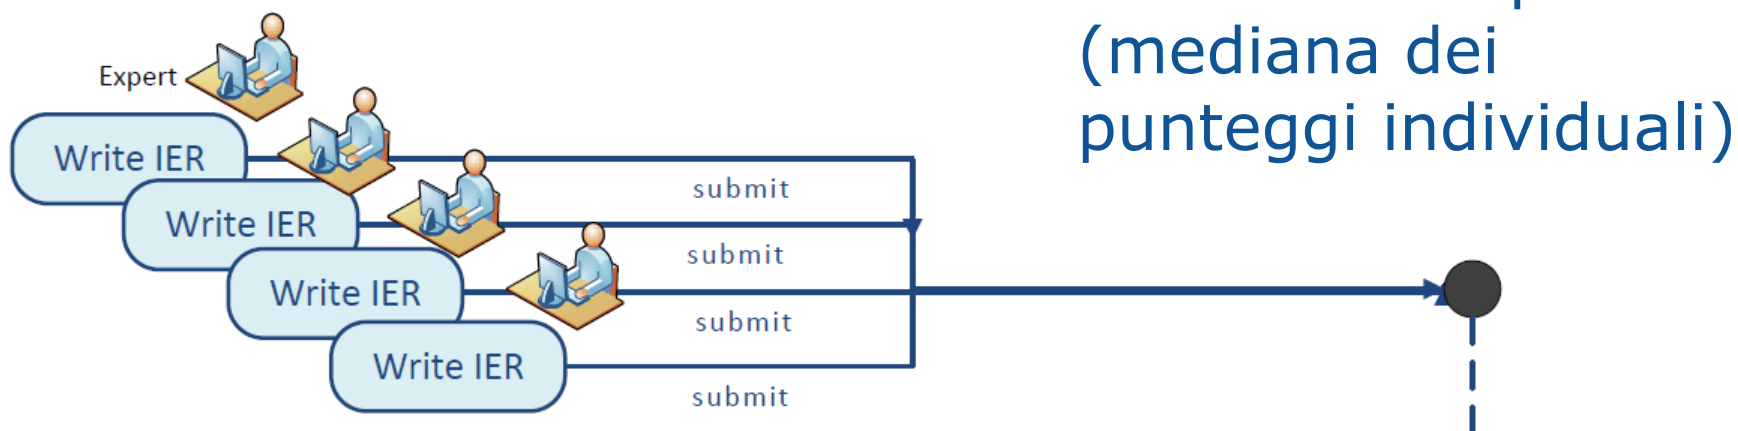 (mediana dei
punteggi individuali)
Expert
Write IER
submit
Write IER
submit
Write IER
submit
Write IER
submit